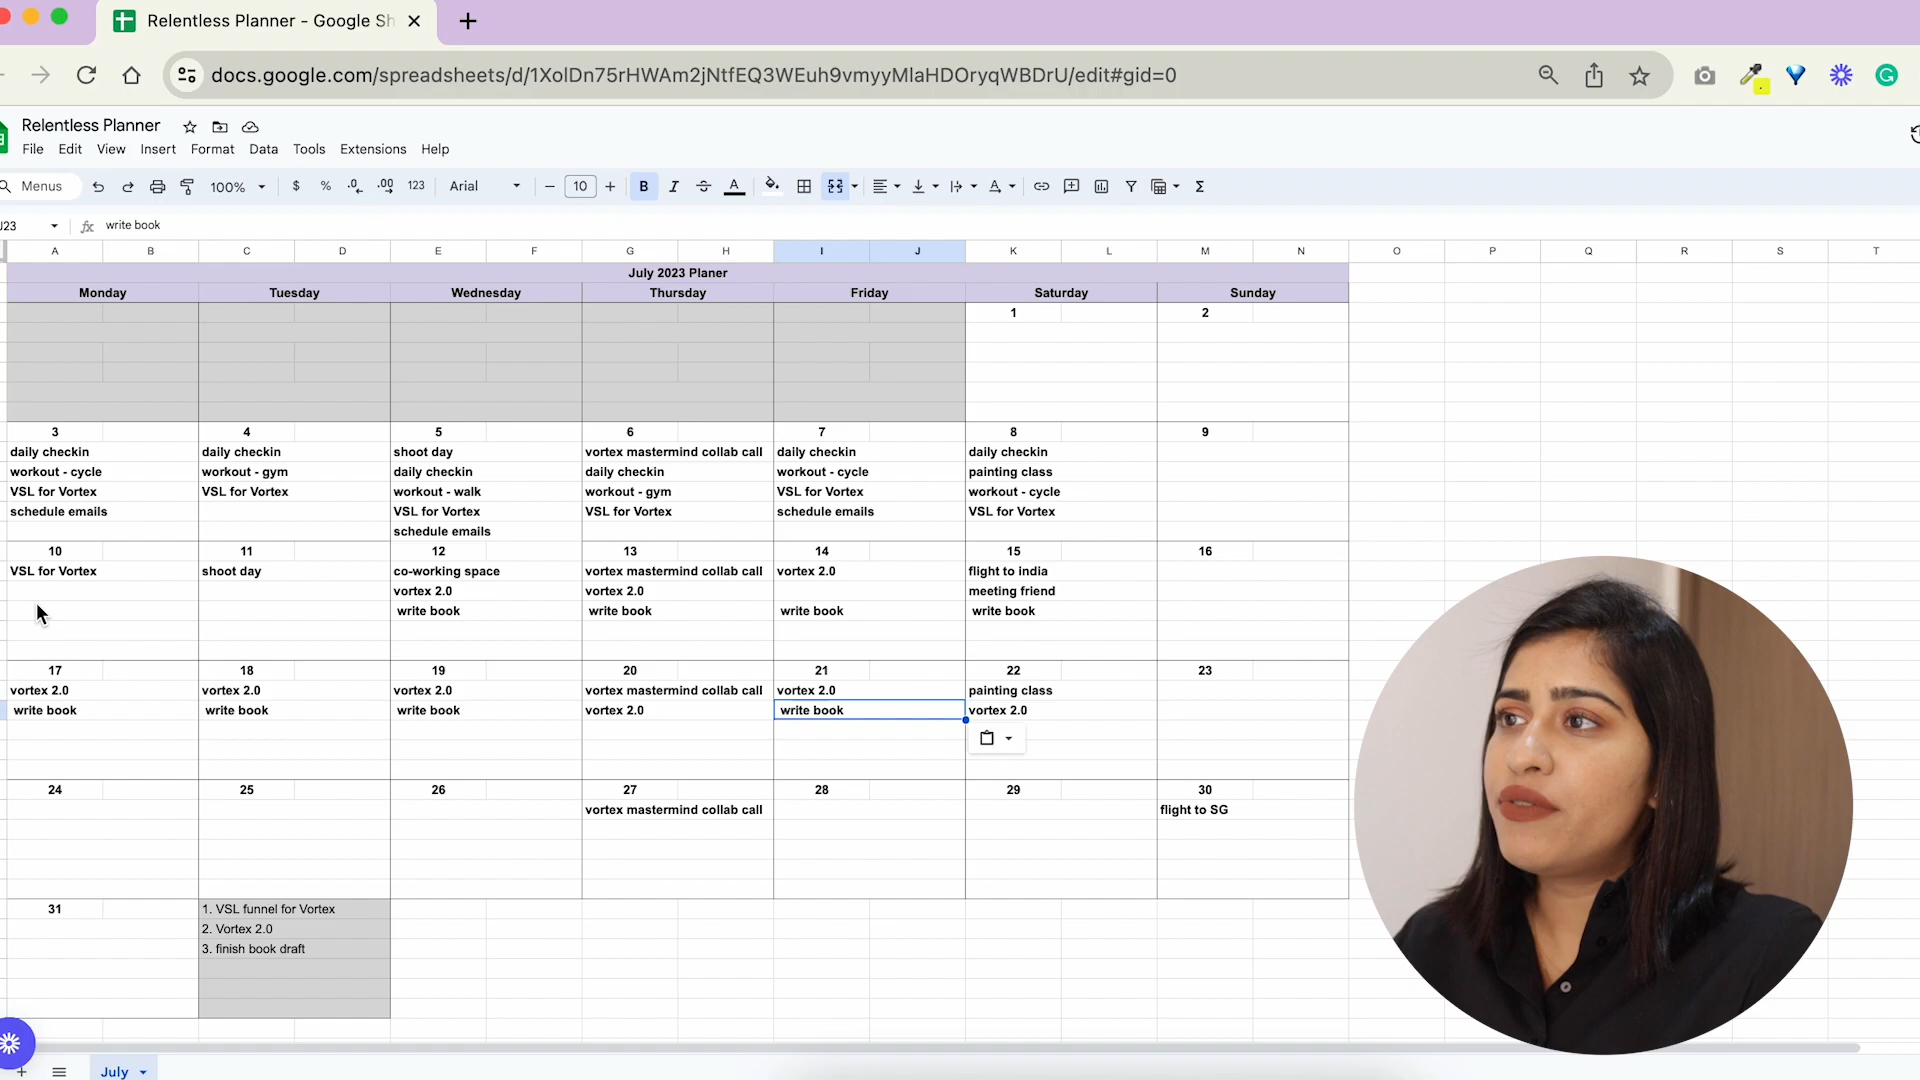 Relentless Planner - Google Sh
docs.google.com/spreadsheets/d/1XolDn75rHWAm2jNtfEQ3WEuh9vmyyMlaHDOryqWBDrU/edit#gid=0
Relentless Planner
File Edit View Insert Format Data Tools Extensions Help
Menus 100% $ % .0 .00 123 Arial 10 B I A Σ
J23 fx write book
A B C D E F G H I J K L M N O P Q R S T
July 2023 Planer
Monday Tuesday Wednesday Thursday Friday Saturday Sunday
1 2
3 4 5 6 7 8 9
daily checkin daily checkin shoot day vortex mastermind collab call daily checkin daily checkin
workout - cycle workout - gym daily checkin daily checkin workout - cycle painting class
VSL for Vortex VSL for Vortex workout - walk workout - gym VSL for Vortex workout - cycle
schedule emails VSL for Vortex VSL for Vortex schedule emails VSL for Vortex
schedule emails
10 11 12 13 14 15 16
VSL for Vortex shoot day co-working space vortex mastermind collab call vortex 2.0 flight to india
vortex 2.0 vortex 2.0 meeting friend
write book write book write book write book
17 18 19 20 21 22 23
vortex 2.0 vortex 2.0 vortex 2.0 vortex mastermind collab call vortex 2.0 painting class
write book write book write book vortex 2.0 write book vortex 2.0
24 25 26 27 28 29 30
vortex mastermind collab call flight to SG
31 1. VSL funnel for Vortex
2. Vortex 2.0
3. finish book draft
July